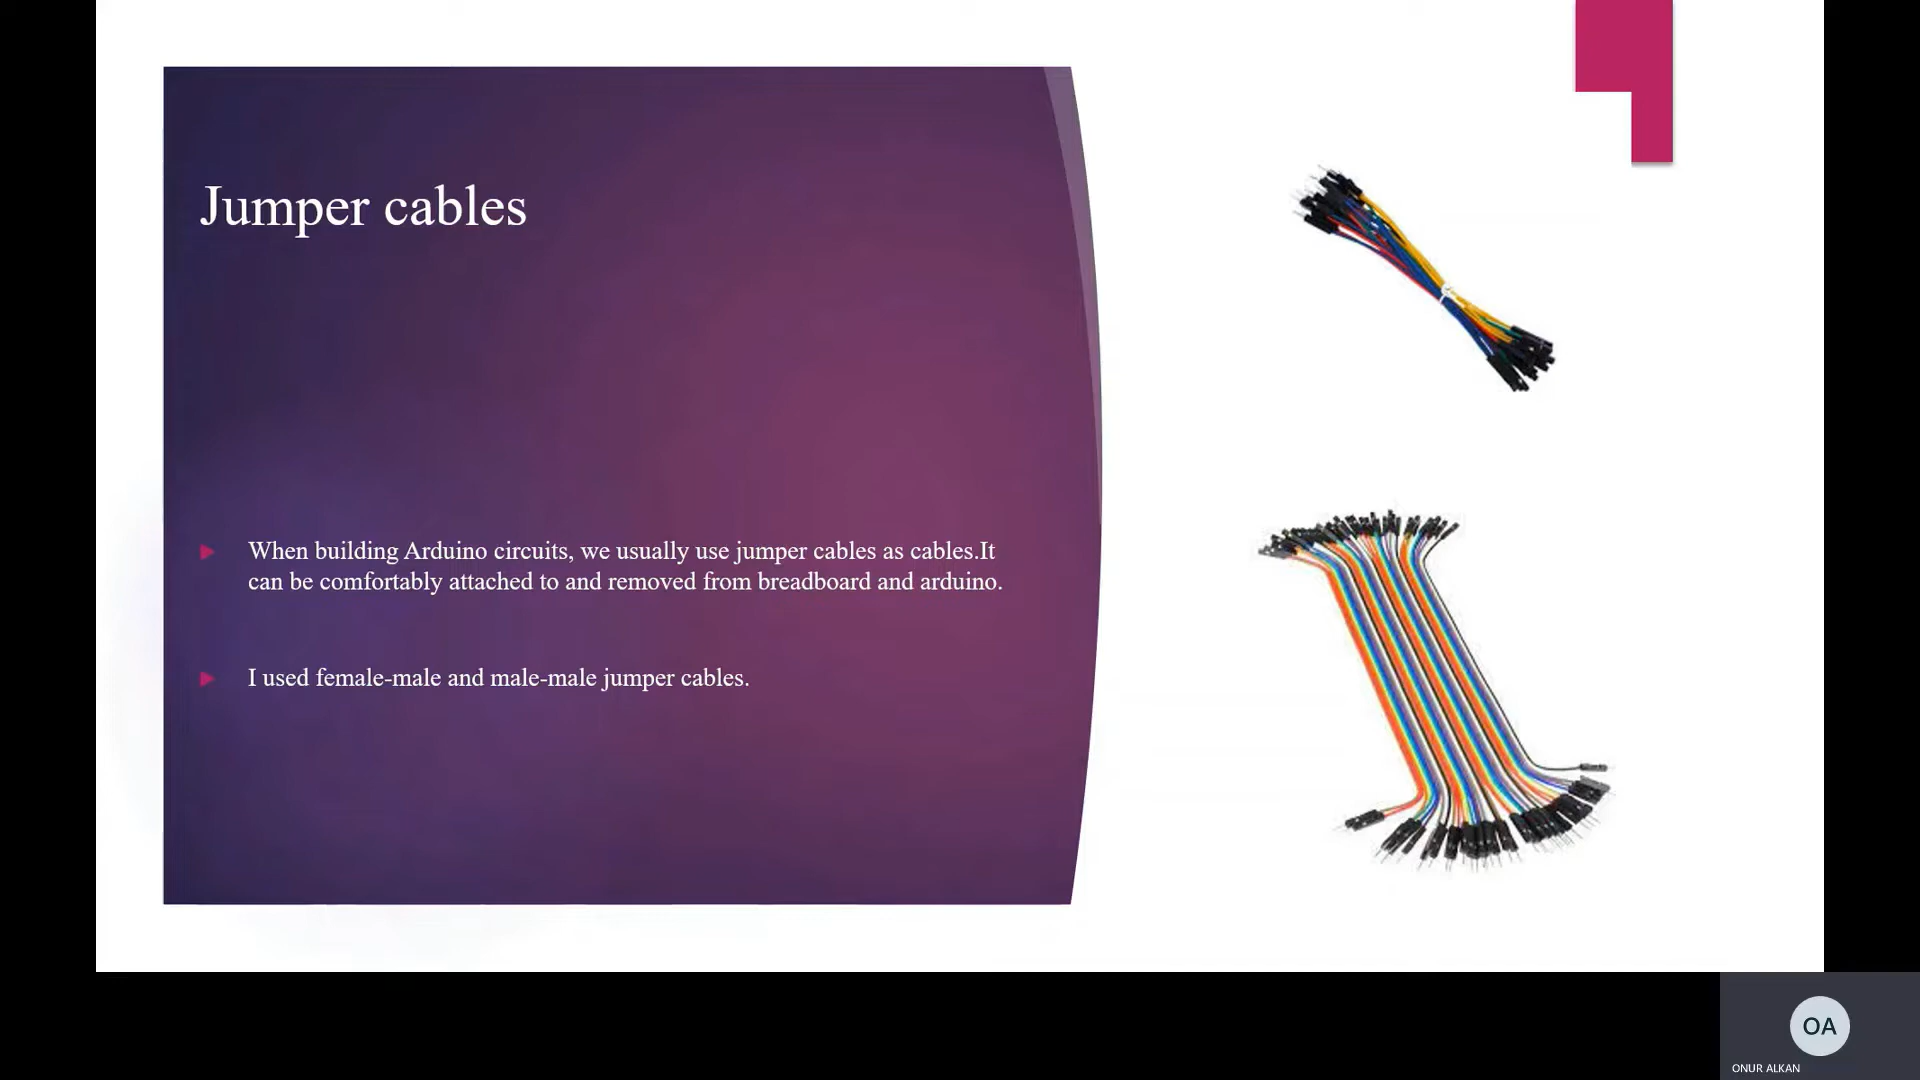 Jumper cables
When building Arduino circuits, we usually use jumper cables as cables.It
can be comfortably attached to and removed from breadboard and arduino.
I used female-male and male-male jumper cables.
OA
ONUR ALKAN